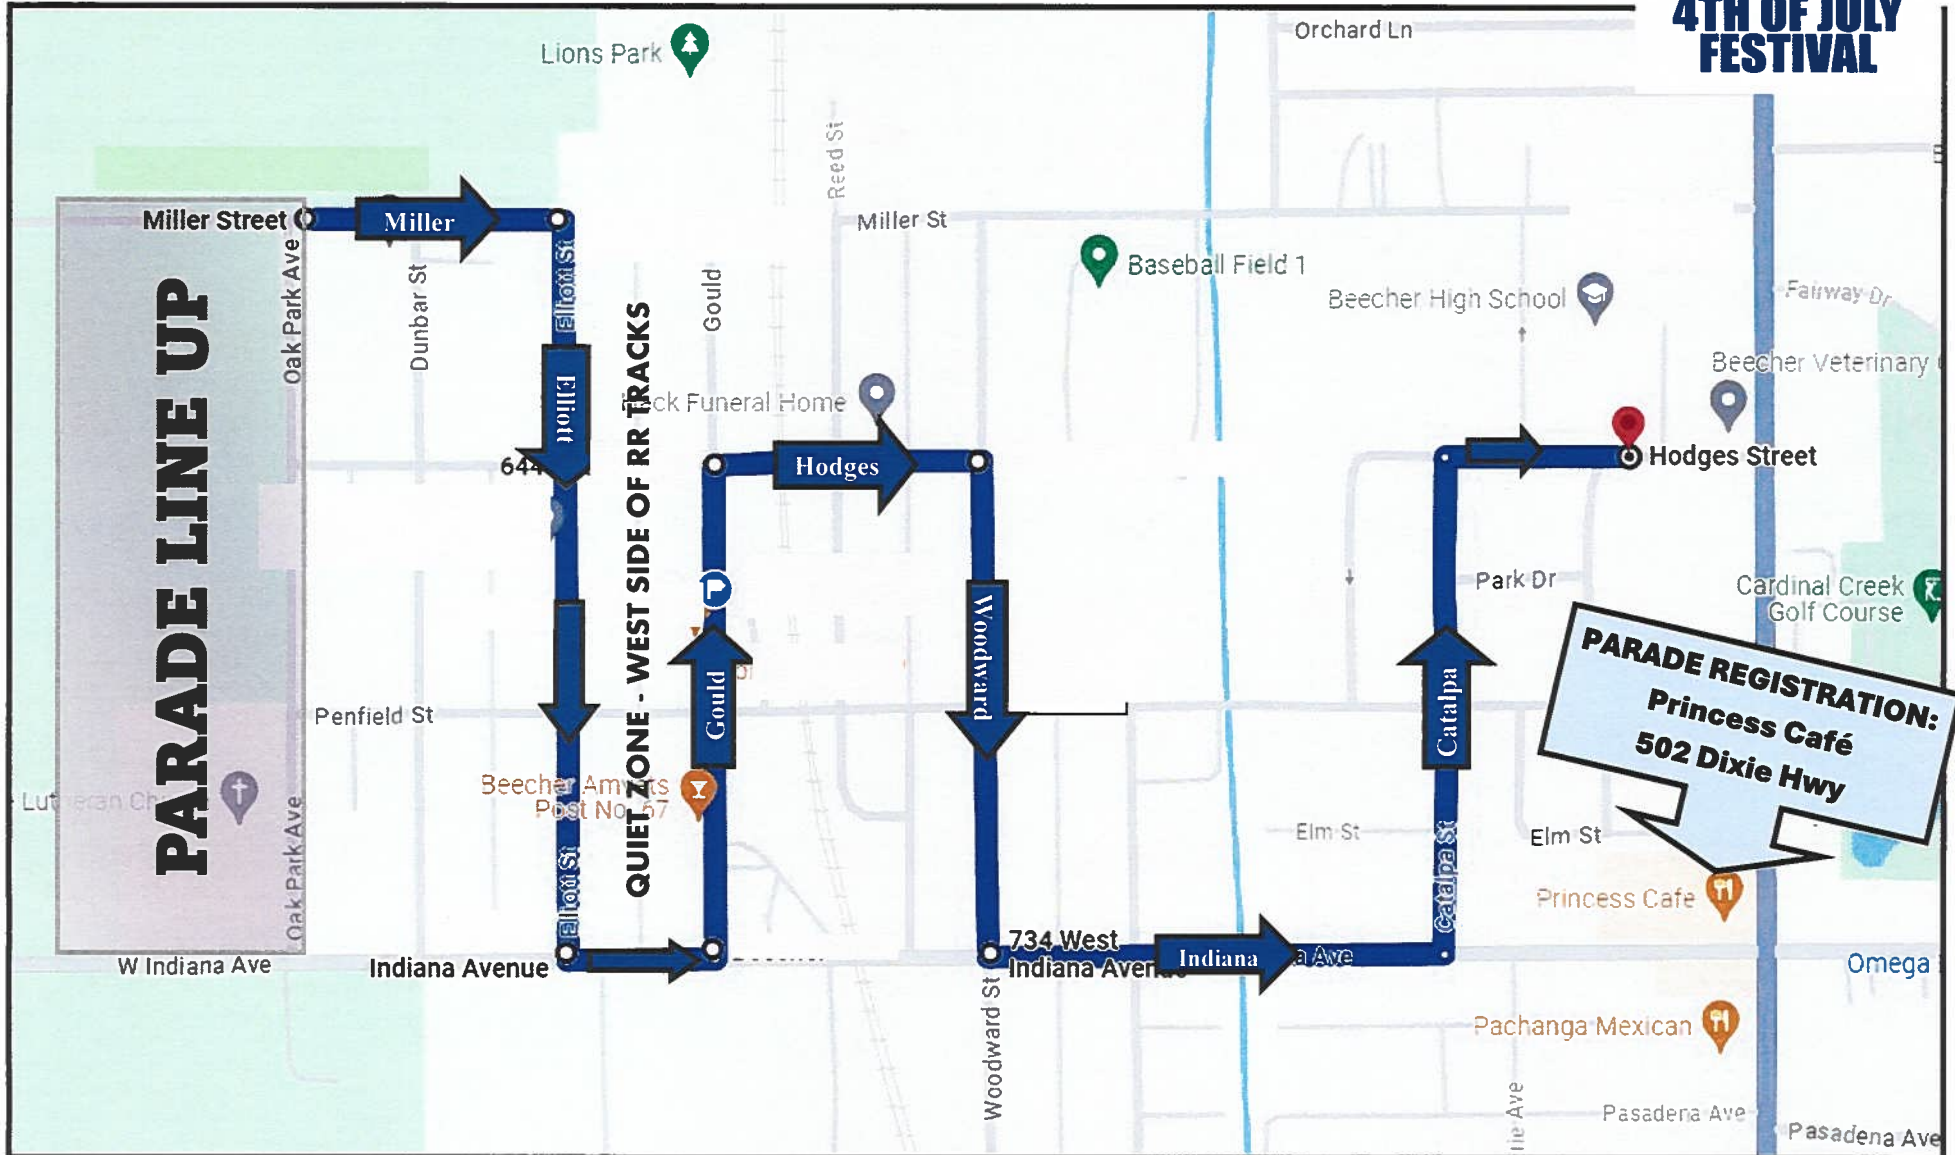 4TH OF JULY
FESTIVAL
Orchard Ln
Lions Park
Reed St
Miller Street
Miller
Miller St
Elliott St
Oak Park Ave
Dunbar St
Gould
Baseball Field 1
Beecher High School
Fairway Dr
Beecher Veterinary
PARADE LINE UP
Elliott
QUIET ZONE - WEST SIDE OF RR TRACKS
Funeral Home
Hodges
Hodges Street
644
Park Dr
Cardinal Creek
Golf Course
Woodward
Gould
Catalpa
PARADE REGISTRATION:
Princess Café
502 Dixie Hwy
Penfield St
Beecher Amvets
Post No. 67
Lutheran
Oak Park Ave
Elliott St
Elm St
Catalpa St
Elm St
Princess Cafe
W Indiana Ave
Indiana Avenue
734 West
Indiana Avenue
Indiana
a Ave
Omega
Woodward St
Pachanga Mexican
lie Ave
Pasadena Ave
Pasadena Ave